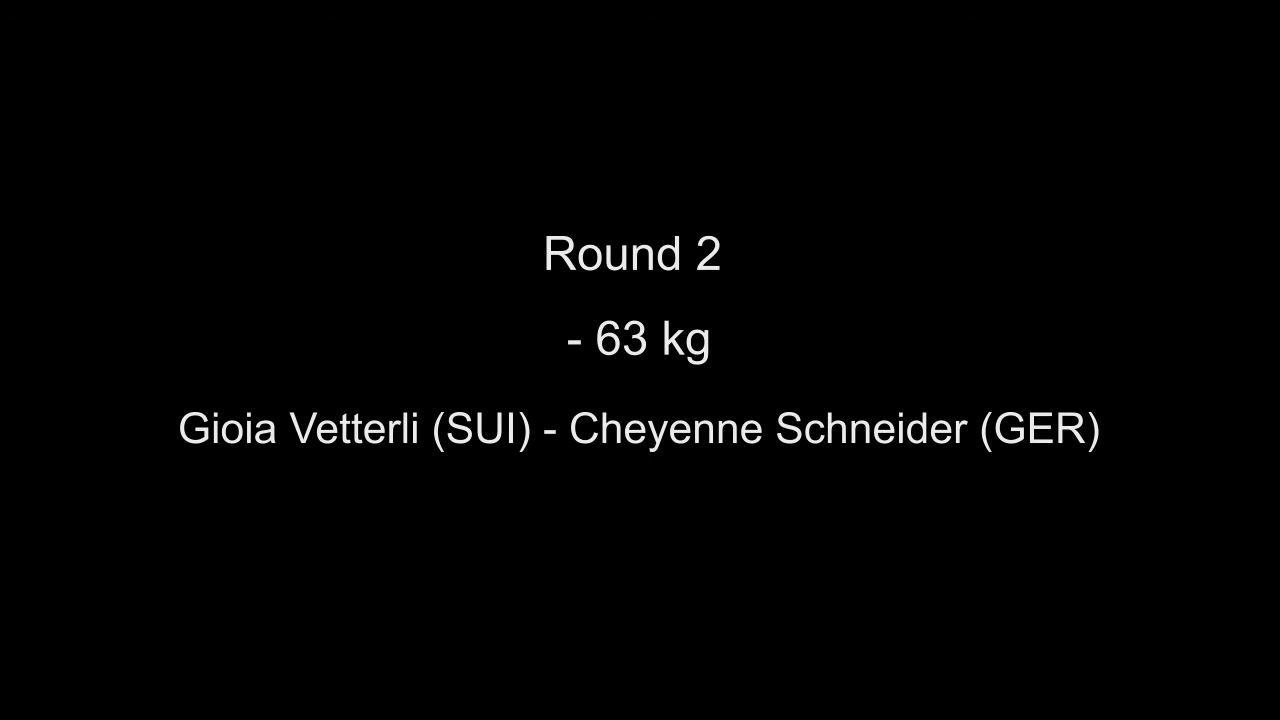 Round 2
- 63 kg
Gioia Vetterli (SUI) - Cheyenne Schneider (GER)